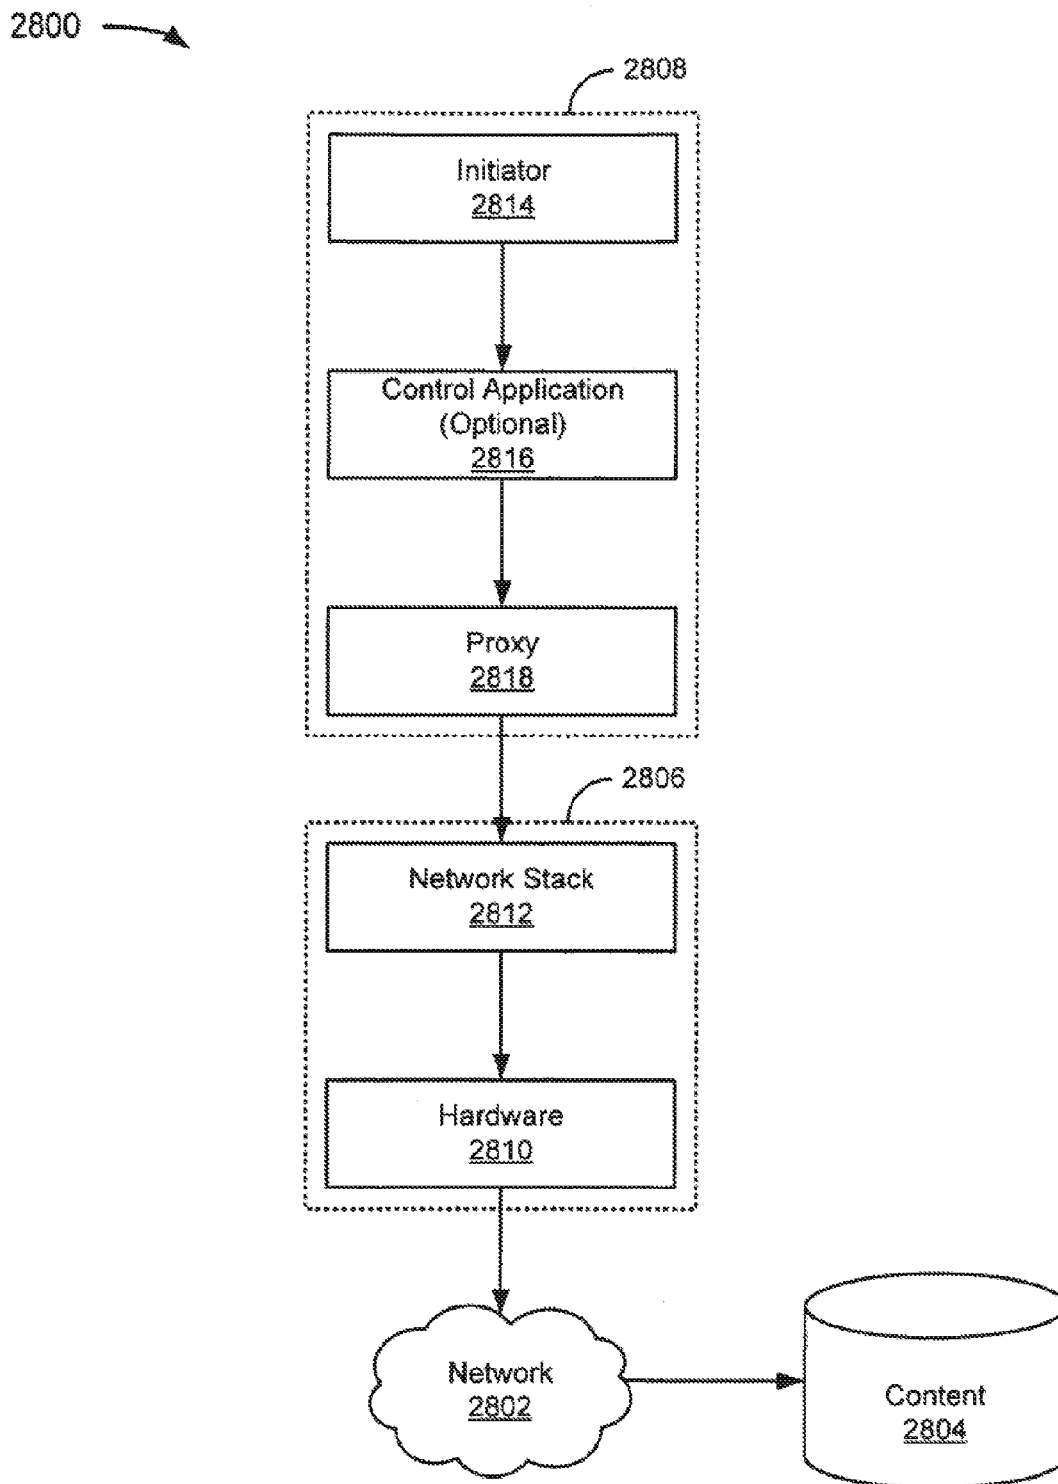 2800
2808
Initiator
2814
Control Application
(Optional)
2816
Proxy
2818
2806
Network Stack
2812
Hardware
2810
Network
2802
Content
2804